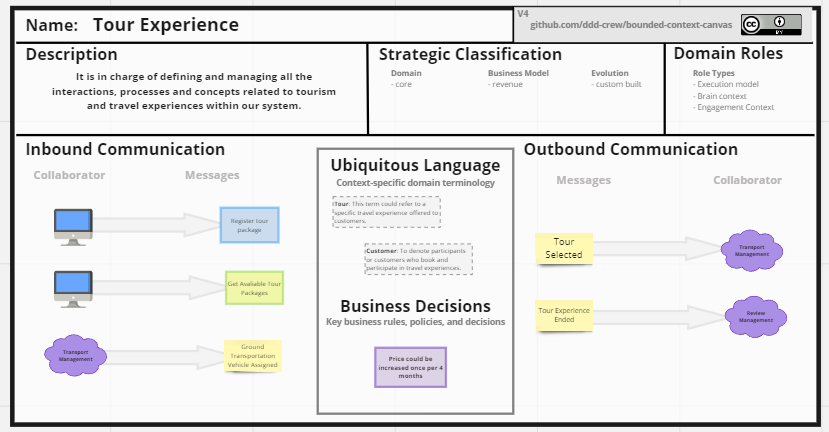 Name: Tour Experience
V4
github.com/ddd-crew/bounded-context-canvas
CC BY
Description
It is in charge of defining and managing all the
interactions, processes and concepts related to tourism
and travel experiences within our system.
Strategic Classification
Domain
- core
Business Model
- revenue
Evolution
- custom built
Domain Roles
Role Types
- Execution model
- Brain context
- Engagement Context
Inbound Communication
Collaborator Messages
Register tour
package
Get Avaliable Tour
Packages
Transport
Management
Ground
Transportation
Vehicle Assigned
Ubiquitous Language
Context-specific domain terminology
Tour: This term could refer to a
specific travel experience offered to
customers.
Customer: To denote participants
or customers who book and
participate in travel experiences.
Business Decisions
Key business rules, policies, and decisions
Price could be
increased once per 4
months
Outbound Communication
Messages Collaborator
Tour
Selected
Transport
Management
Tour Experience
Ended
Review
Management